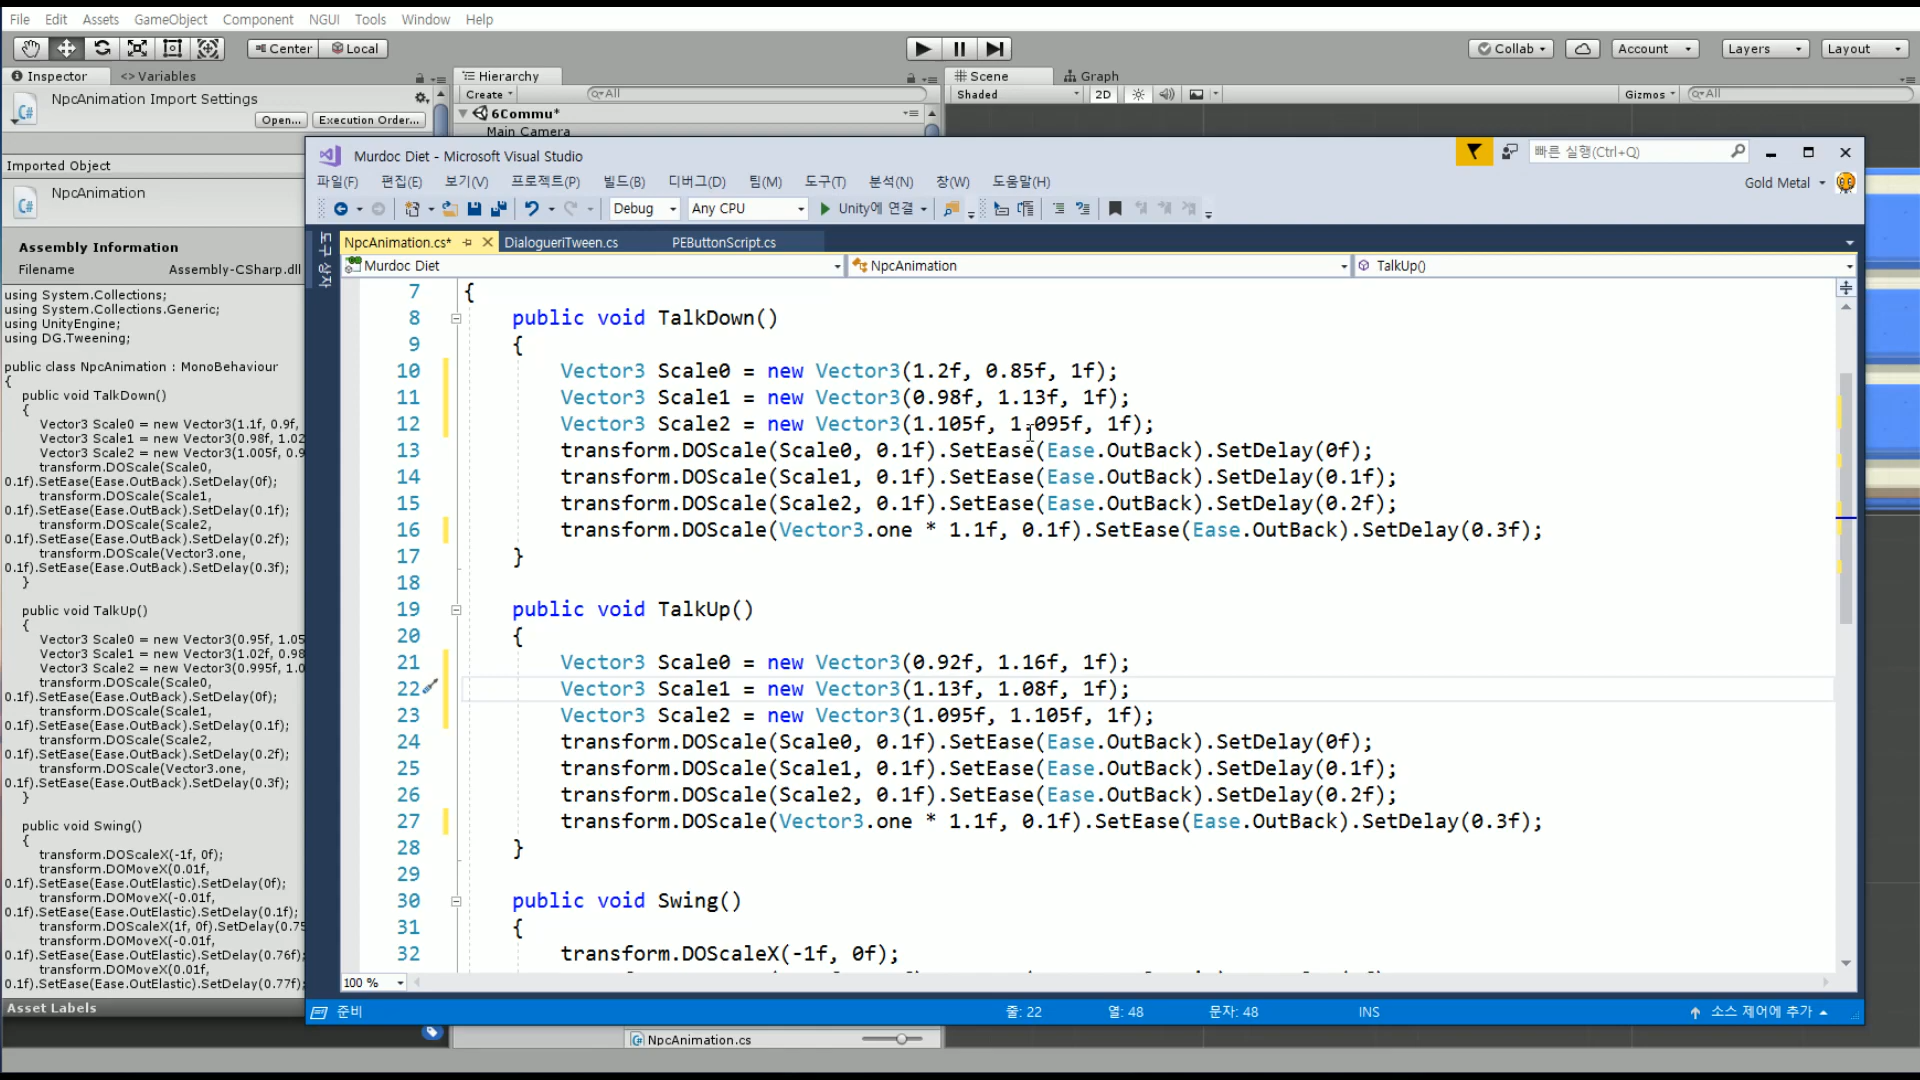 File Edit Assets GameObject Component NGUI Tools Window Help
Center Local Collab Account Layers Layout
Inspector <> Variables
NpcAnimation Import Settings
Open... Execution Order...
Imported Object
NpcAnimation
Assembly Information
Filename Assembly-CSharp.dll
using System.Collections;
using System.Collections.Generic;
using UnityEngine;
using DG.Tweening;
public class NpcAnimation : MonoBehaviour
{
public void TalkDown()
{
Vector3 Scale0 = new Vector3(1.1f, 0.9f,
Vector3 Scale1 = new Vector3(0.98f, 1.02
Vector3 Scale2 = new Vector3(1.005f, 0.9
transform.DOScale(Scale0,
0.1f).SetEase(Ease.OutBack).SetDelay(0f);
transform.DOScale(Scale1,
0.1f).SetEase(Ease.OutBack).SetDelay(0.1f);
transform.DOScale(Scale2,
0.1f).SetEase(Ease.OutBack).SetDelay(0.2f);
transform.DOScale(Vector3.one,
0.1f).SetEase(Ease.OutBack).SetDelay(0.3f);
}
public void TalkUp()
{
Vector3 Scale0 = new Vector3(0.95f, 1.05
Vector3 Scale1 = new Vector3(1.02f, 0.98
Vector3 Scale2 = new Vector3(0.995f, 1.0
transform.DOScale(Scale0,
0.1f).SetEase(Ease.OutBack).SetDelay(0f);
transform.DOScale(Scale1,
0.1f).SetEase(Ease.OutBack).SetDelay(0.1f);
transform.DOScale(Scale2,
0.1f).SetEase(Ease.OutBack).SetDelay(0.2f);
transform.DOScale(Vector3.one,
0.1f).SetEase(Ease.OutBack).SetDelay(0.3f);
}
public void Swing()
{
transform.DOScaleX(-1f, 0f);
transform.DOMoveX(0.01f,
0.1f).SetEase(Ease.OutElastic).SetDelay(0f);
transform.DOMoveX(-0.01f,
0.1f).SetEase(Ease.OutElastic).SetDelay(0.1f);
transform.DOScaleX(1f, 0f).SetDelay(0.75
transform.DOMoveX(-0.01f,
0.1f).SetEase(Ease.OutElastic).SetDelay(0.76f);
transform.DOMoveX(0.01f,
0.1f).SetEase(Ease.OutElastic).SetDelay(0.77f);
Asset Labels
Hierarchy
Create All
6Commu*
Main Camera
Scene Graph
Shaded 2D Gizmos All
Murdoc Diet - Microsoft Visual Studio 빠른 실행(Ctrl+Q)
파일(F) 편집(E) 보기(V) 프로젝트(P) 빌드(B) 디버그(D) 팀(M) 도구(T) 분석(N) 창(W) 도움말(H) Gold Metal
Debug Any CPU Unity에 연결
도구 상자
NpcAnimation.cs* DialogueriTween.cs PEButtonScript.cs
Murdoc Diet NpcAnimation TalkUp()
7 {
8 public void TalkDown()
9 {
10 Vector3 Scale0 = new Vector3(1.2f, 0.85f, 1f);
11 Vector3 Scale1 = new Vector3(0.98f, 1.13f, 1f);
12 Vector3 Scale2 = new Vector3(1.105f, 1.095f, 1f);
13 transform.DOScale(Scale0, 0.1f).SetEase(Ease.OutBack).SetDelay(0f);
14 transform.DOScale(Scale1, 0.1f).SetEase(Ease.OutBack).SetDelay(0.1f);
15 transform.DOScale(Scale2, 0.1f).SetEase(Ease.OutBack).SetDelay(0.2f);
16 transform.DOScale(Vector3.one * 1.1f, 0.1f).SetEase(Ease.OutBack).SetDelay(0.3f);
17 }
18
19 public void TalkUp()
20 {
21 Vector3 Scale0 = new Vector3(0.92f, 1.16f, 1f);
22 Vector3 Scale1 = new Vector3(1.13f, 1.08f, 1f);
23 Vector3 Scale2 = new Vector3(1.095f, 1.105f, 1f);
24 transform.DOScale(Scale0, 0.1f).SetEase(Ease.OutBack).SetDelay(0f);
25 transform.DOScale(Scale1, 0.1f).SetEase(Ease.OutBack).SetDelay(0.1f);
26 transform.DOScale(Scale2, 0.1f).SetEase(Ease.OutBack).SetDelay(0.2f);
27 transform.DOScale(Vector3.one * 1.1f, 0.1f).SetEase(Ease.OutBack).SetDelay(0.3f);
28 }
29
30 public void Swing()
31 {
32 transform.DOScaleX(-1f, 0f);
100 %
준비 줄: 22 열: 48 문자: 48 INS 소스 제어에 추가
NpcAnimation.cs